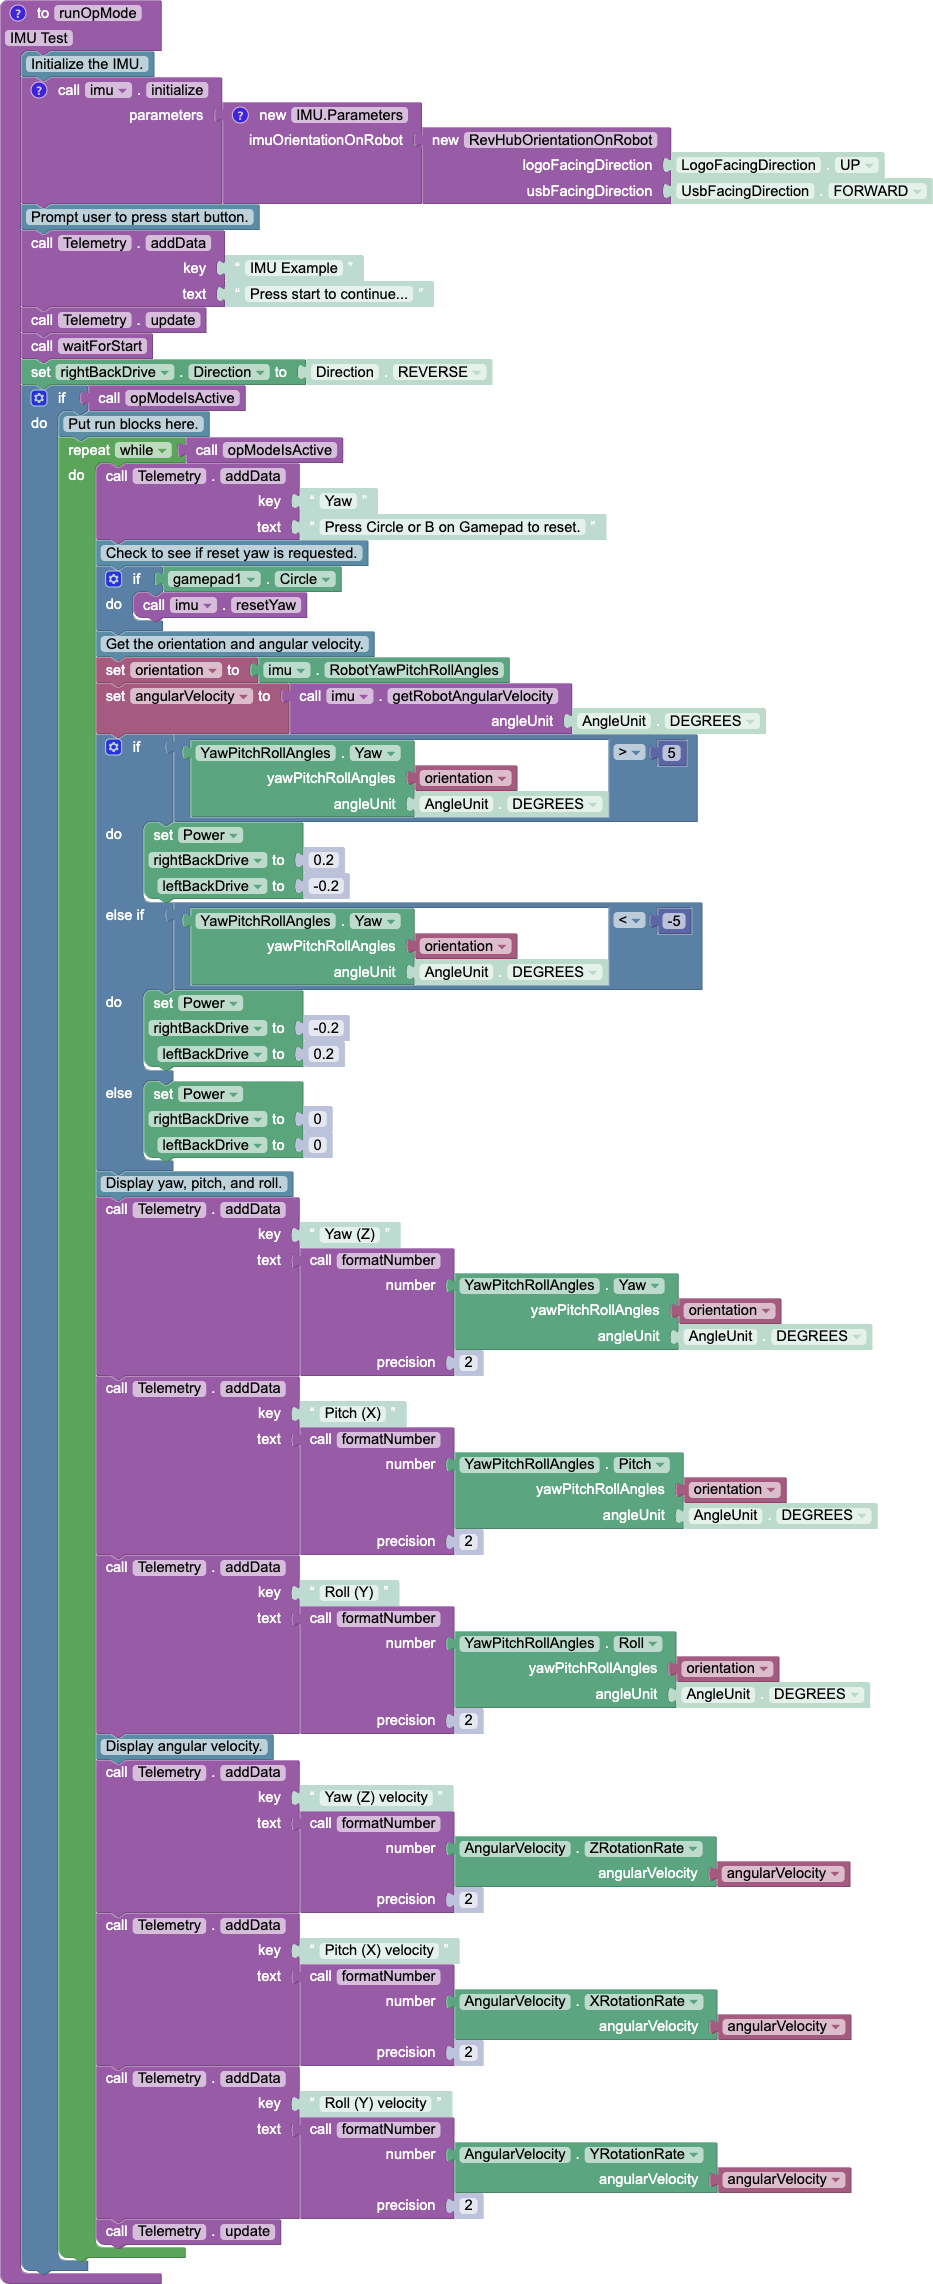 ? to runOpMode
IMU Test
Initialize the IMU.
? call imu . initialize
parameters ? new IMU.Parameters
imuOrientationOnRobot new RevHubOrientationOnRobot
logoFacingDirection LogoFacingDirection . UP
usbFacingDirection UsbFacingDirection . FORWARD
Prompt user to press start button.
call Telemetry . addData
key “ IMU Example ”
text “ Press start to continue... ”
call Telemetry . update
call waitForStart
set rightBackDrive . Direction to Direction . REVERSE
if call opModeIsActive
do Put run blocks here.
repeat while call opModeIsActive
do call Telemetry . addData
key “ Yaw ”
text “ Press Circle or B on Gamepad to reset. ”
Check to see if reset yaw is requested.
if gamepad1 . Circle
do call imu . resetYaw
Get the orientation and angular velocity.
set orientation to imu . RobotYawPitchRollAngles
set angularVelocity to call imu . getRobotAngularVelocity
angleUnit AngleUnit . DEGREES
if YawPitchRollAngles . Yaw > 5
yawPitchRollAngles orientation
angleUnit AngleUnit . DEGREES
do set Power
rightBackDrive to 0.2
leftBackDrive to -0.2
else if YawPitchRollAngles . Yaw < -5
yawPitchRollAngles orientation
angleUnit AngleUnit . DEGREES
do set Power
rightBackDrive to -0.2
leftBackDrive to 0.2
else set Power
rightBackDrive to 0
leftBackDrive to 0
Display yaw, pitch, and roll.
call Telemetry . addData
key “ Yaw (Z) ”
text call formatNumber
number YawPitchRollAngles . Yaw
yawPitchRollAngles orientation
angleUnit AngleUnit . DEGREES
precision 2
call Telemetry . addData
key “ Pitch (X) ”
text call formatNumber
number YawPitchRollAngles . Pitch
yawPitchRollAngles orientation
angleUnit AngleUnit . DEGREES
precision 2
call Telemetry . addData
key “ Roll (Y) ”
text call formatNumber
number YawPitchRollAngles . Roll
yawPitchRollAngles orientation
angleUnit AngleUnit . DEGREES
precision 2
Display angular velocity.
call Telemetry . addData
key “ Yaw (Z) velocity ”
text call formatNumber
number AngularVelocity . ZRotationRate
angularVelocity angularVelocity
precision 2
call Telemetry . addData
key “ Pitch (X) velocity ”
text call formatNumber
number AngularVelocity . XRotationRate
angularVelocity angularVelocity
precision 2
call Telemetry . addData
key “ Roll (Y) velocity ”
text call formatNumber
number AngularVelocity . YRotationRate
angularVelocity angularVelocity
precision 2
call Telemetry . update